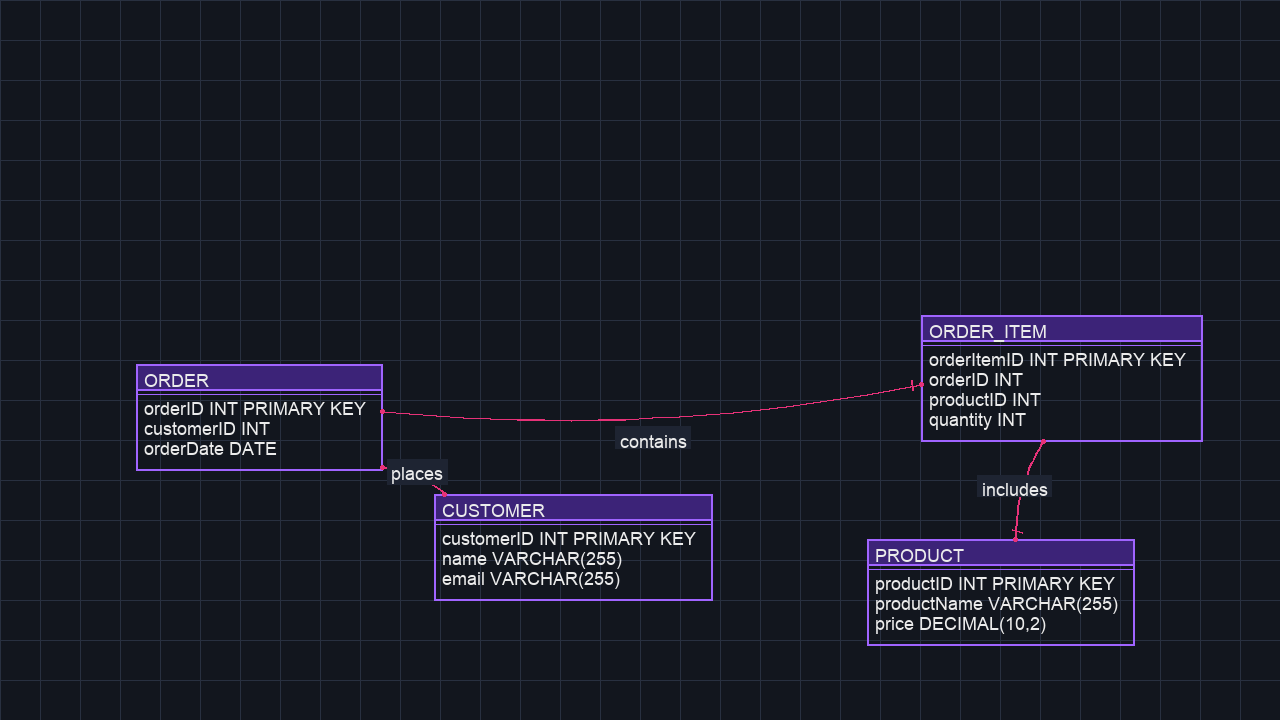 ORDER
orderID INT PRIMARY KEY
customerID INT
orderDate DATE
places
CUSTOMER
customerID INT PRIMARY KEY
name VARCHAR(255)
email VARCHAR(255)
contains
ORDER_ITEM
orderItemID INT PRIMARY KEY
orderID INT
productID INT
quantity INT
includes
PRODUCT
productID INT PRIMARY KEY
productName VARCHAR(255)
price DECIMAL(10,2)